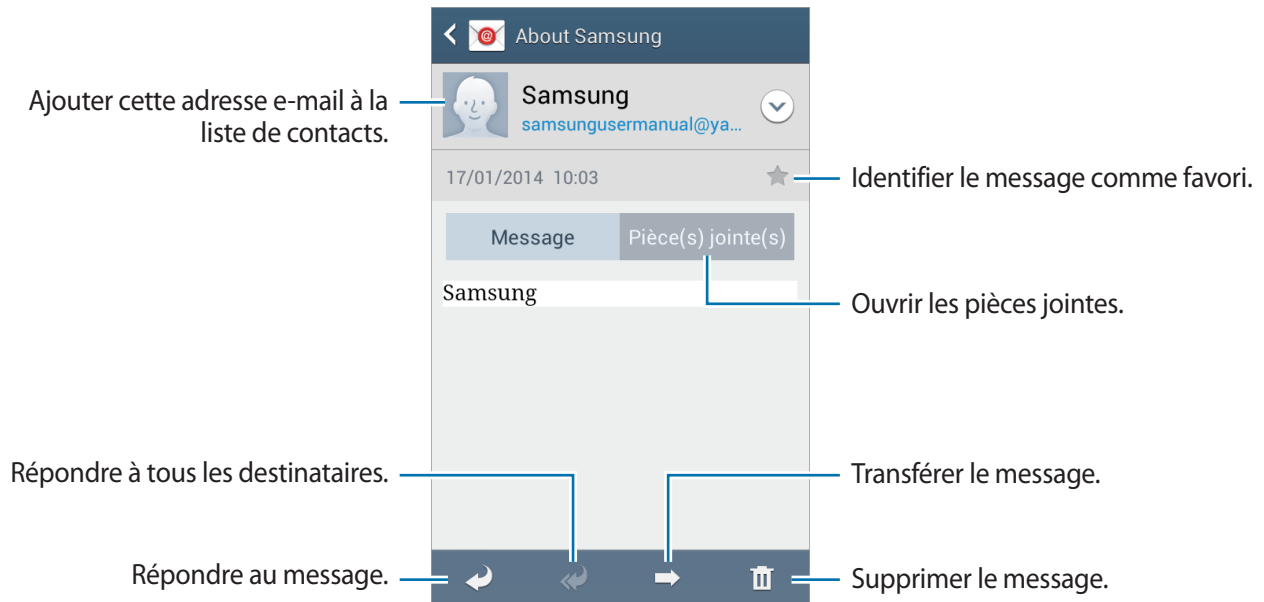 About Samsung
Ajouter cette adresse e-mail à la
liste de contacts.
Samsung
samsungusermanual@ya...
17/01/2014 10:03
Identifier le message comme favori.
Message
Pièce(s) jointe(s)
Samsung
Ouvrir les pièces jointes.
Répondre à tous les destinataires.
Transférer le message.
Répondre au message.
Supprimer le message.